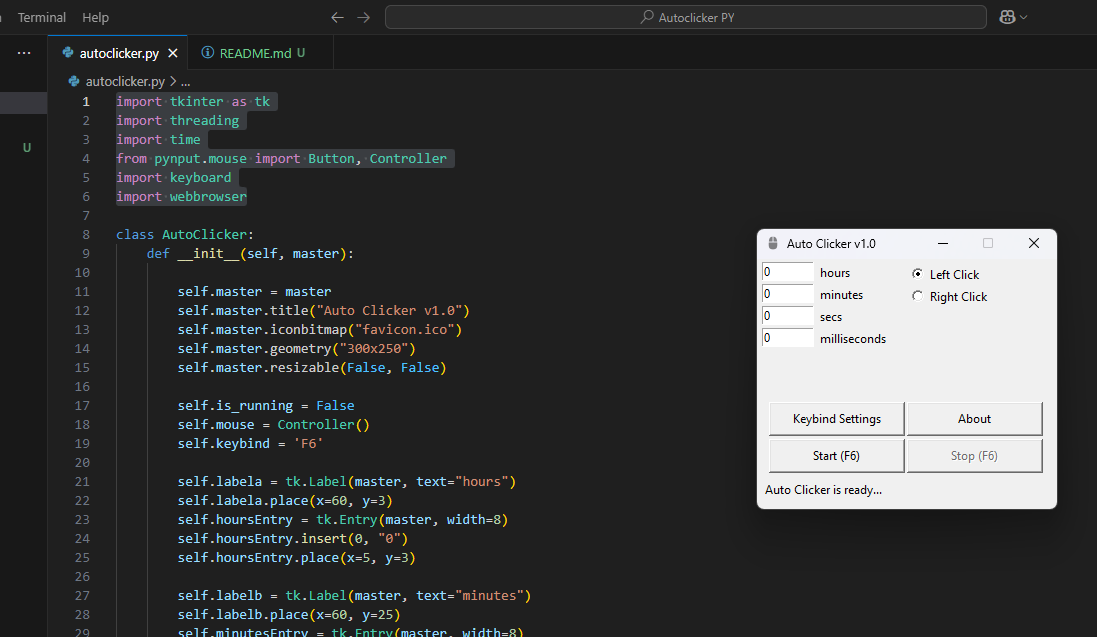 Terminal Help
Autoclicker PY
... autoclicker.py README.md U
autoclicker.py > ...
U
1 import tkinter as tk
2 import threading
3 import time
4 from pynput.mouse import Button, Controller
5 import keyboard
6 import webbrowser
7
8 class AutoClicker:
9 def __init__(self, master):
10
11 self.master = master
12 self.master.title("Auto Clicker v1.0")
13 self.master.iconbitmap("favicon.ico")
14 self.master.geometry("300x250")
15 self.master.resizable(False, False)
16
17 self.is_running = False
18 self.mouse = Controller()
19 self.keybind = 'F6'
20
21 self.labela = tk.Label(master, text="hours")
22 self.labela.place(x=60, y=3)
23 self.hoursEntry = tk.Entry(master, width=8)
24 self.hoursEntry.insert(0, "0")
25 self.hoursEntry.place(x=5, y=3)
26
27 self.labelb = tk.Label(master, text="minutes")
28 self.labelb.place(x=60, y=25)
29 self.minutesEntry = tk.Entry(master, width=8)
Auto Clicker v1.0
0 hours Left Click
0 minutes Right Click
0 secs
0 milliseconds
Keybind Settings About
Start (F6) Stop (F6)
Auto Clicker is ready...